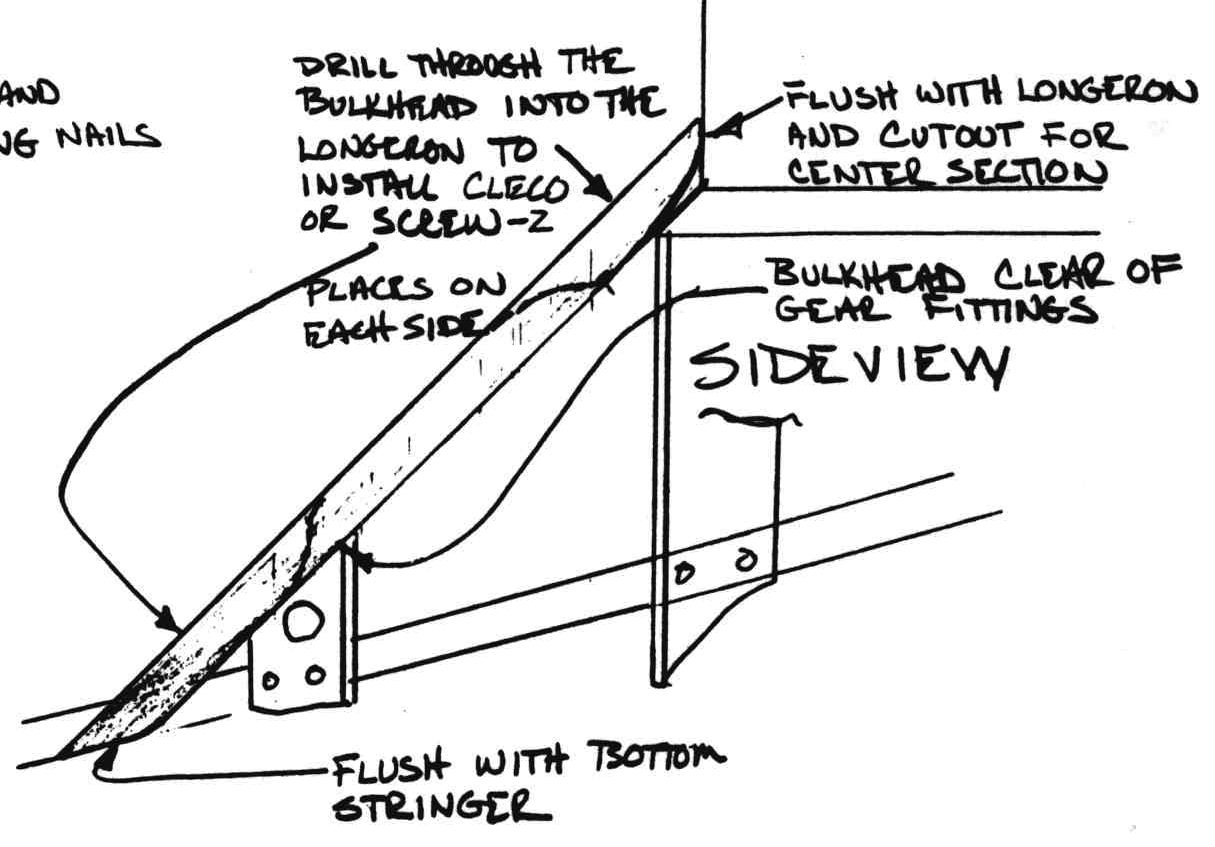 AND
NG NAILS
DRILL THROUGH THE
BULKHEAD INTO THE
LONGERON TO
INSTALL CLECO
OR SCREW-2
PLACES ON
EACH SIDE
FLUSH WITH LONGERON
AND CUTOUT FOR
CENTER SECTION
BULKHEAD CLEAR OF
GEAR FITTINGS
SIDEVIEW
FLUSH WITH BOTTOM
STRINGER